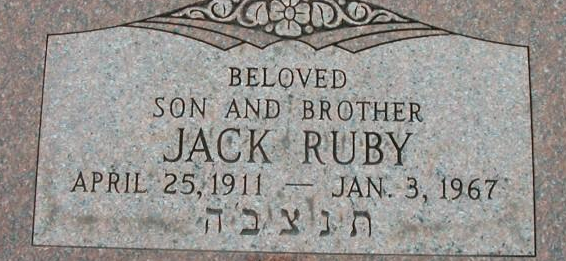 BELOVED
SON AND BROTHER
JACK RUBY
APRIL 25, 1911 — JAN. 3, 1967
ת נ צ ב ה